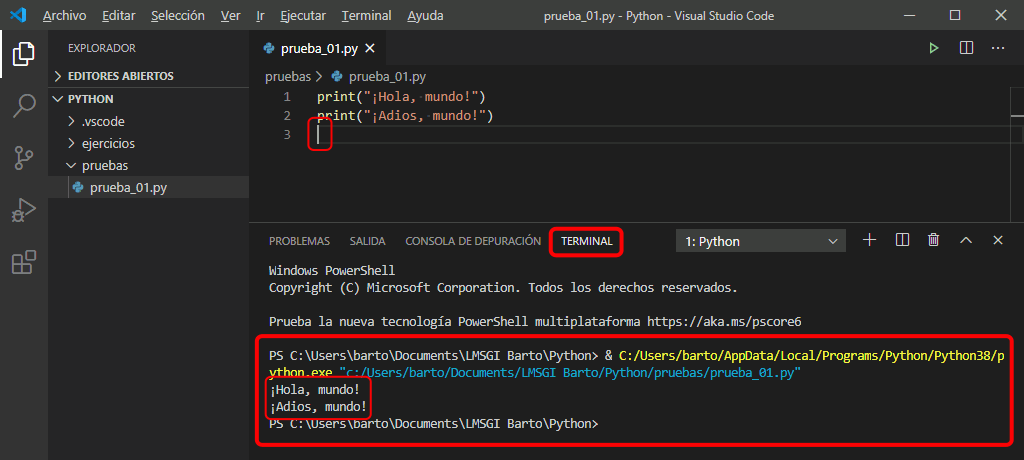 Archivo Editar Selección Ver Ir Ejecutar Terminal Ayuda prueba_01.py - Python - Visual Studio Code
EXPLORADOR
EDITORES ABIERTOS
PYTHON
.vscode
ejercicios
pruebas
prueba_01.py
prueba_01.py
pruebas > prueba_01.py
1 print("¡Hola, mundo!")
2 print("¡Adios, mundo!")
3
PROBLEMAS SALIDA CONSOLA DE DEPURACIÓN TERMINAL 1: Python
Windows PowerShell
Copyright (C) Microsoft Corporation. Todos los derechos reservados.
Prueba la nueva tecnología PowerShell multiplataforma https://aka.ms/pscore6
PS C:\Users\barto\Documents\LMSGI Barto\Python> & C:/Users/barto/AppData/Local/Programs/Python/Python38/p
ython.exe "c:/Users/barto/Documents/LMSGI Barto/Python/pruebas/prueba_01.py"
¡Hola, mundo!
¡Adios, mundo!
PS C:\Users\barto\Documents\LMSGI Barto\Python>